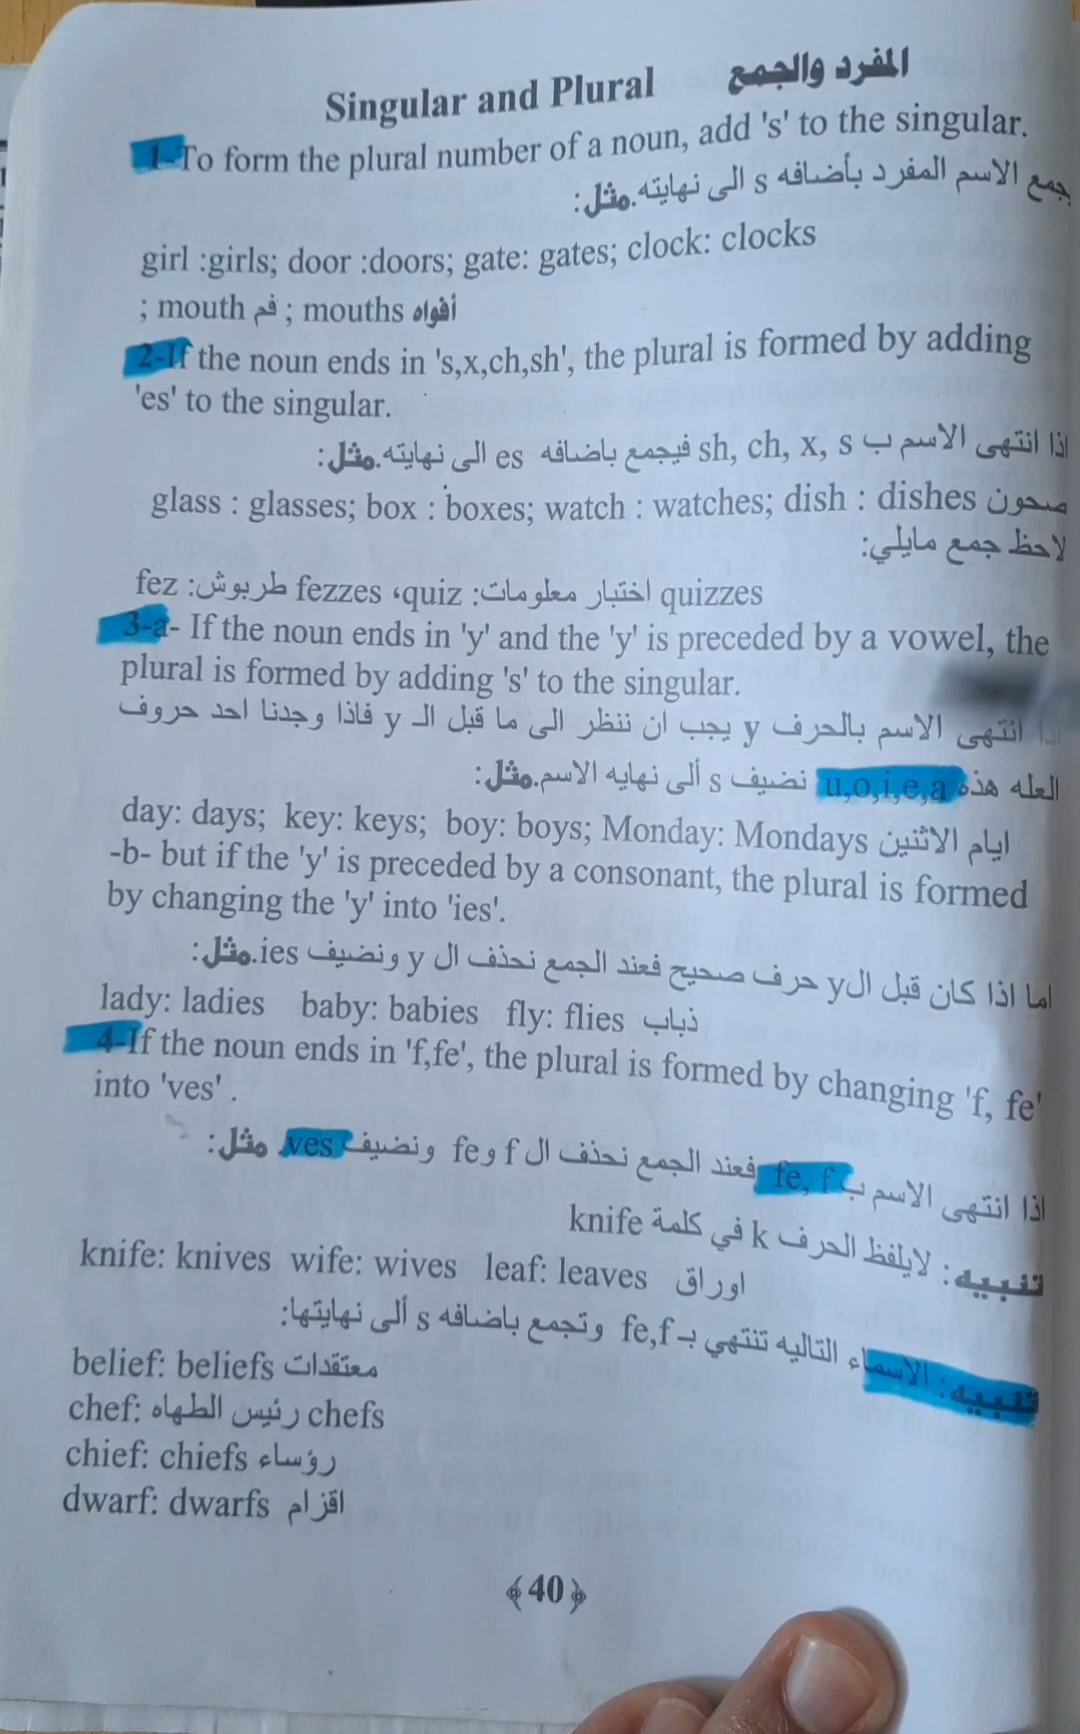 Singular and Plural المفرد والجمع
1-To form the plural number of a noun, add 's' to the singular.
يجمع الاسم المفرد بأضافه s الى نهايته.مثل:
girl :girls; door :doors; gate: gates; clock: clocks
; mouth فم ; mouths أفواه
2-If the noun ends in 's,x,ch,sh', the plural is formed by adding
'es' to the singular.
اذا انتهى الاسم ب sh, ch, x, s فيجمع باضافه es الى نهايته.مثل:
glass : glasses; box : boxes; watch : watches; dish : dishes صحون
لاحظ جمع مايلي:
fez :طربوش fezzes ،quiz :اختبار معلومات quizzes
3-a- If the noun ends in 'y' and the 'y' is preceded by a vowel, the
plural is formed by adding 's' to the singular.
اذا انتهى الاسم بالحرف y يجب ان ننظر الى ما قبل الـ y فاذا وجدنا احد حروف
العله هذه u,o,i,e,a نضيف s ألى نهايه الاسم.مثل:
day: days; key: keys; boy: boys; Monday: Mondays ايام الاثنين
-b- but if the 'y' is preceded by a consonant, the plural is formed
by changing the 'y' into 'ies'.
اما اذا كان قبل الy حرف صحيح فعند الجمع نحذف ال y ونضيف ies.مثل:
lady: ladies baby: babies fly: flies ذباب
4-If the noun ends in 'f,fe', the plural is formed by changing 'f, fe'
into 'ves' .
اذا انتهى الاسم ب fe, f فعند الجمع نحذف ال f وfe ونضيف ves. مثل:
تنبيه: لايلفظ الحرف k في كلمة knife
knife: knives wife: wives leaf: leaves اوراق
تنبيه: الاسماء التاليه تنتهي بـ fe,f وتجمع باضافه s ألى نهايتها:
belief: beliefs معتقدات
chef: رئيس الطهاه chefs
chief: chiefs رؤساء
dwarf: dwarfs اقزام
﴿40﴾